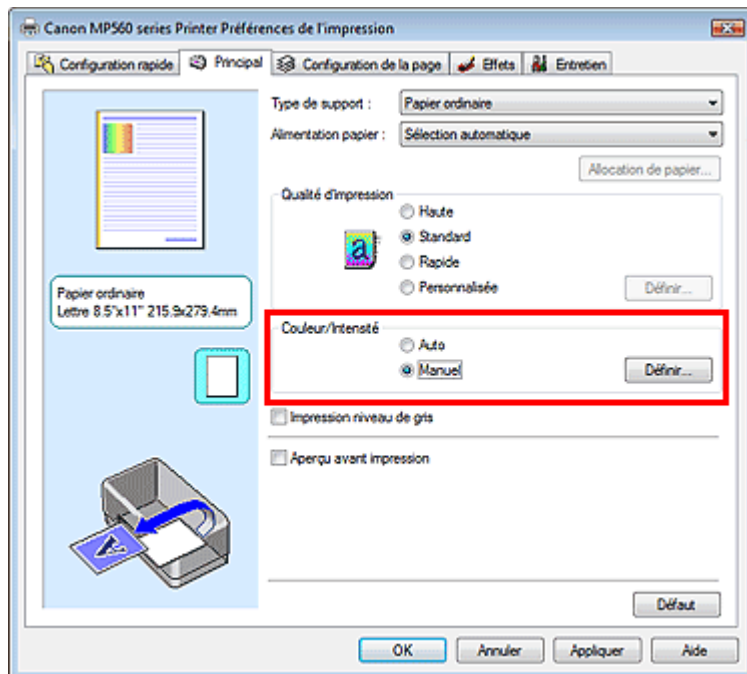 Canon MP560 series Printer Préférences de l'impression
Configuration rapide Principal Configuration de la page Effets Entretien
Type de support : Papier ordinaire
Alimentation papier : Sélection automatique
Allocation de papier...
Qualité d'impression
Haute
a Standard
Rapide
Personnalisée Définir...
Papier ordinaire
Lettre 8.5"x11" 215.9x279.4mm
Couleur/Intensité
Auto
Manuel Définir...
Impression niveau de gris
Aperçu avant impression
A
Défaut
OK Annuler Appliquer Aide